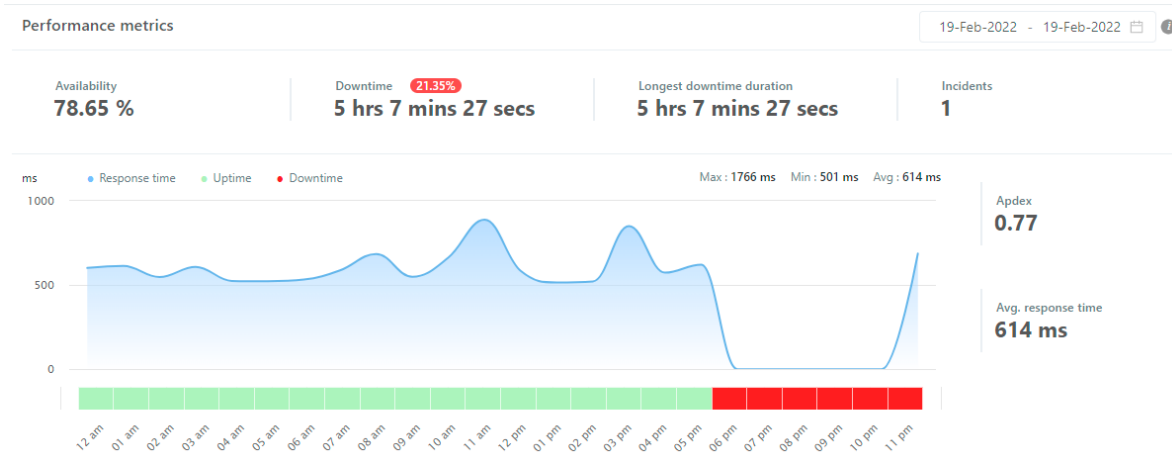 Performance metrics
19-Feb-2022 - 19-Feb-2022
i
Availability
78.65 %
Downtime 21.35%
5 hrs 7 mins 27 secs
Longest downtime duration
5 hrs 7 mins 27 secs
Incidents
1
ms
Response time Uptime Downtime
Max : 1766 ms Min : 501 ms Avg : 614 ms
1000
500
0
12 am 01 am 02 am 03 am 04 am 05 am 06 am 07 am 08 am 09 am 10 am 11 am 12 pm 01 pm 02 pm 03 pm 04 pm 05 pm 06 pm 07 pm 08 pm 09 pm 10 pm 11 pm
Apdex
0.77
Avg. response time
614 ms